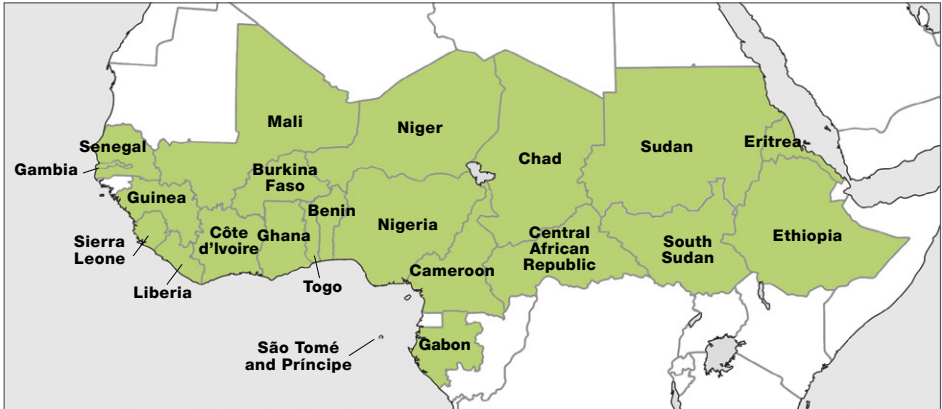 Mali
Niger
Chad
Sudan
Eritrea
Senegal
Gambia
Guinea
Burkina
Faso
Benin
Nigeria
Côte
d’Ivoire
Ghana
Central
African
Republic
South
Sudan
Ethiopia
Sierra
Leone
Liberia
Togo
Cameroon
São Tomé
and Príncipe
Gabon